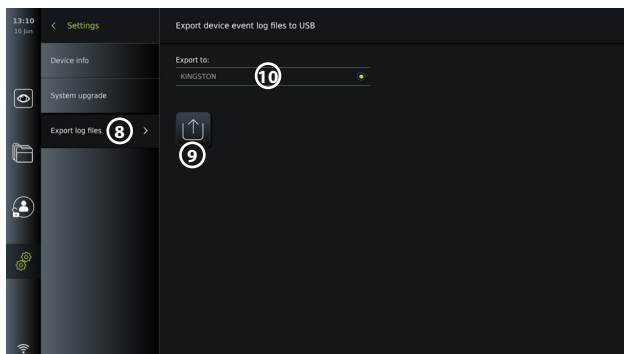 13:10
10 Jun
Settings
Export device event log files to USB
Device info
Export to:
KINGSTON
10
System upgrade
Export log files
8
9